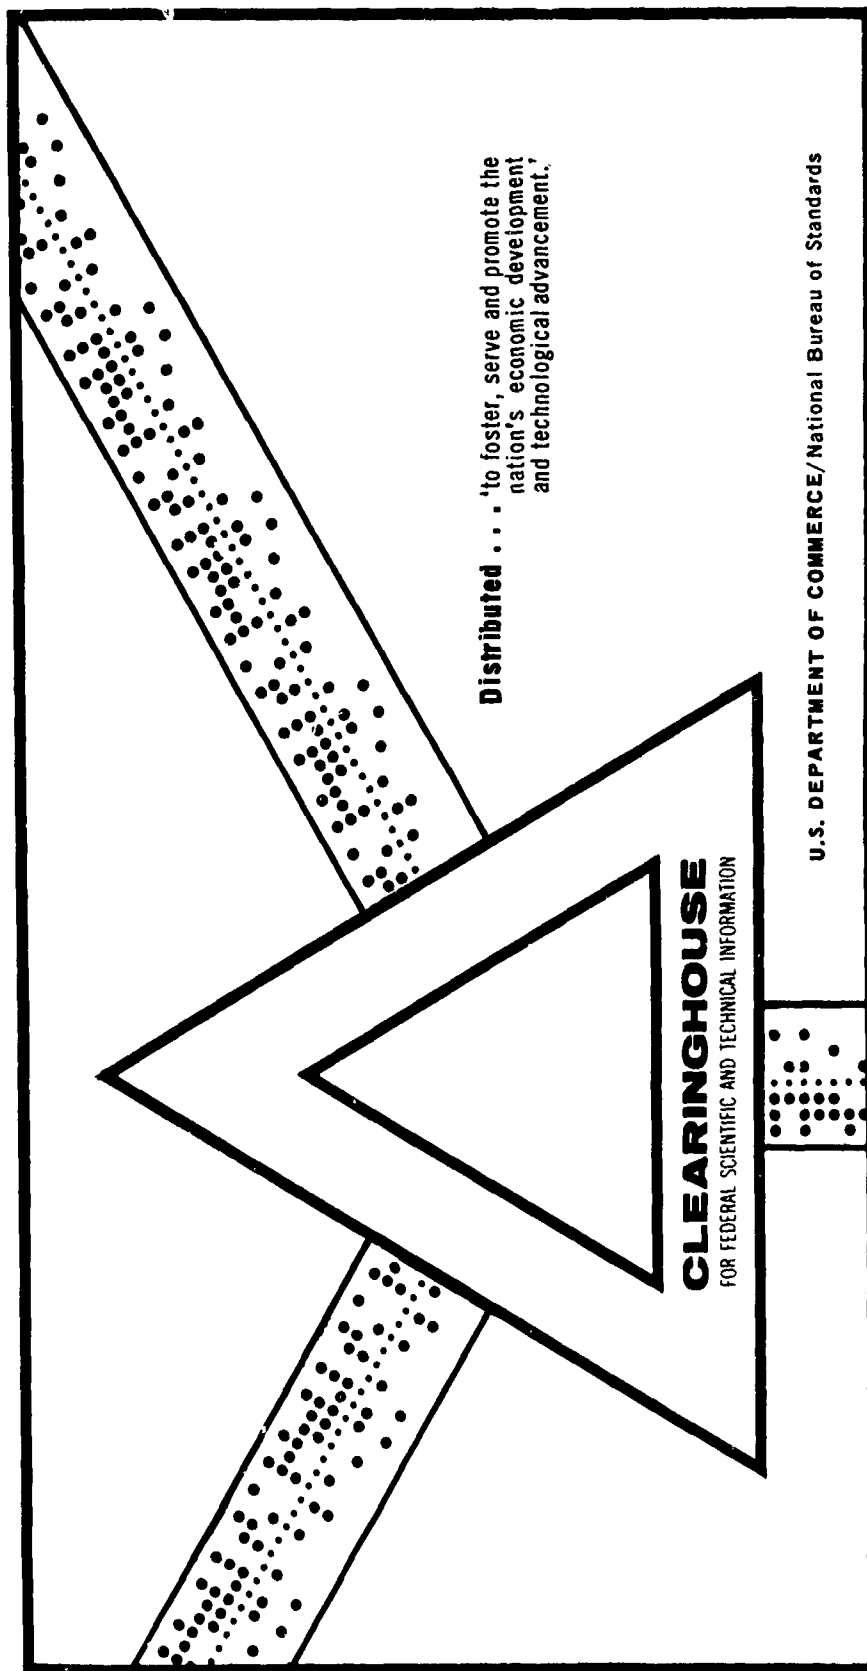 Distributed . . . 'to foster, serve and promote the
nation's economic development
and technological advancement.'
CLEARINGHOUSE
FOR FEDERAL SCIENTIFIC AND TECHNICAL INFORMATION
U.S. DEPARTMENT OF COMMERCE/National Bureau of Standards